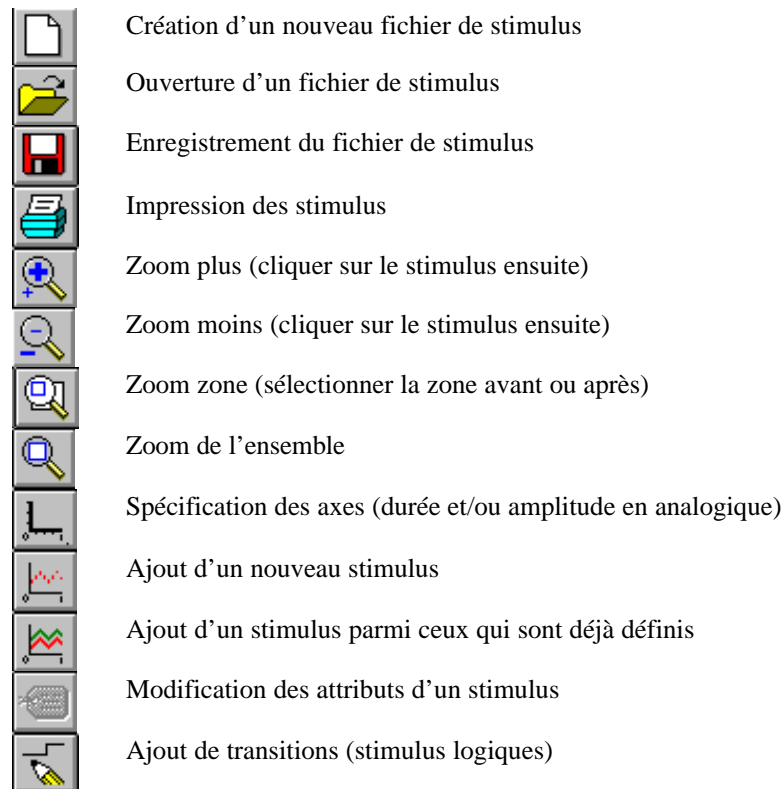 Création d’un nouveau fichier de stimulus
Ouverture d’un fichier de stimulus
Enregistrement du fichier de stimulus
Impression des stimulus
Zoom plus (cliquer sur le stimulus ensuite)
Zoom moins (cliquer sur le stimulus ensuite)
Zoom zone (sélectionner la zone avant ou après)
Zoom de l’ensemble
Spécification des axes (durée et/ou amplitude en analogique)
Ajout d’un nouveau stimulus
Ajout d’un stimulus parmi ceux qui sont déjà définis
Modification des attributs d’un stimulus
Ajout de transitions (stimulus logiques)